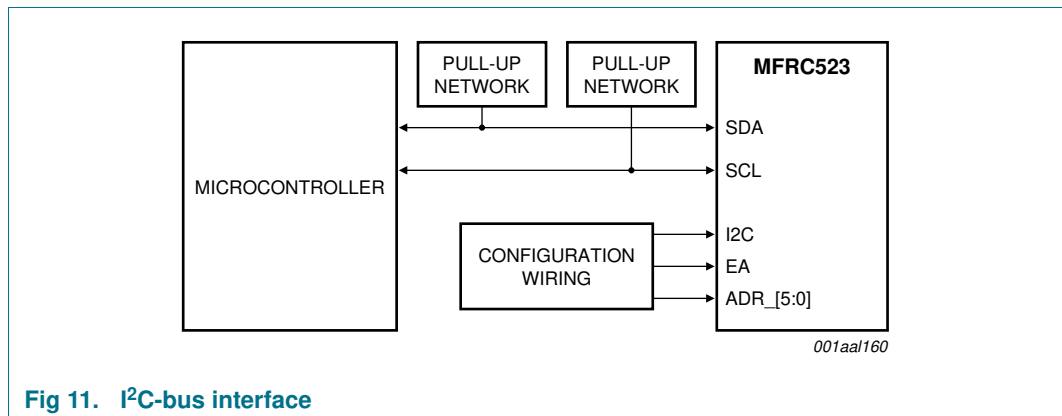 PULL-UP
NETWORK
PULL-UP
NETWORK
MFRC523
SDA
MICROCONTROLLER
SCL
CONFIGURATION
WIRING
I2C
EA
ADR_[5:0]
001aal160
Fig 11. I²C-bus interface